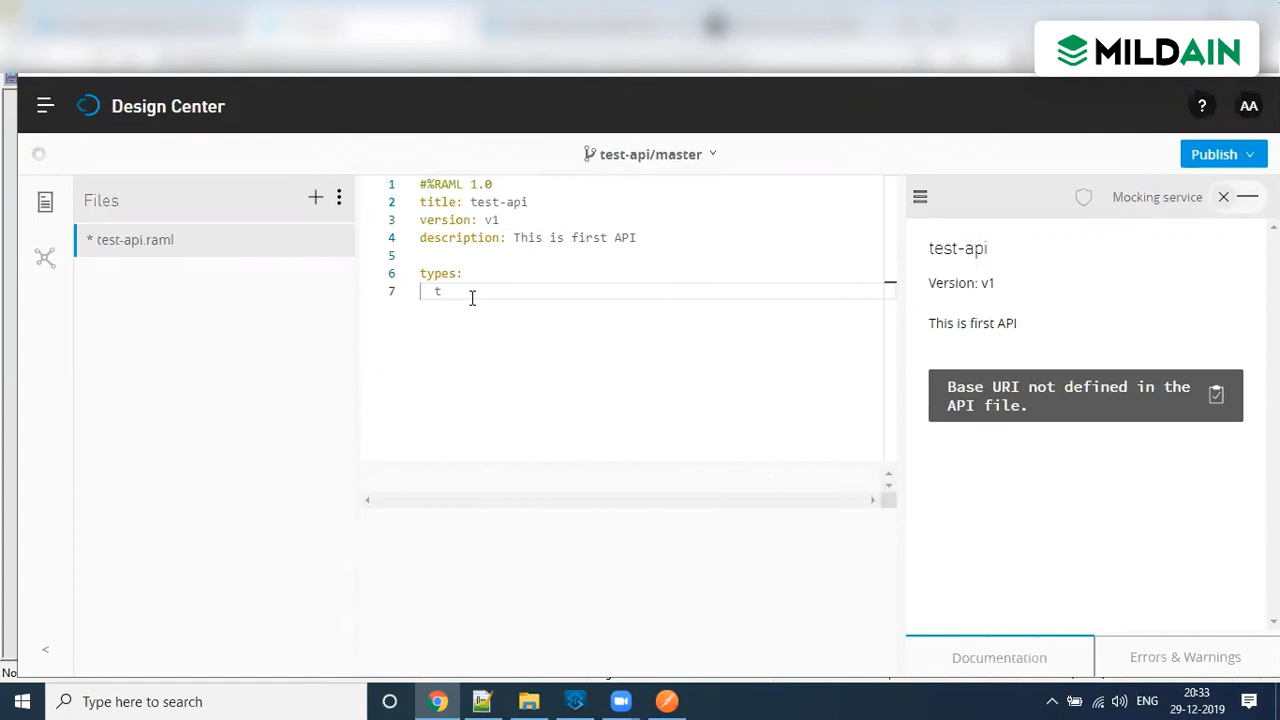 MILDAIN
Design Center
?
AA
test-api/master
Publish
Files
* test-api.raml
1 #%RAML 1.0
2 title: test-api
3 version: v1
4 description: This is first API
5
6 types:
7 t
Mocking service
test-api
Version: v1
This is first API
Base URI not defined in the
API file.
<
Documentation
Errors & Warnings
No
Type here to search
ENG
20:33
29-12-2019